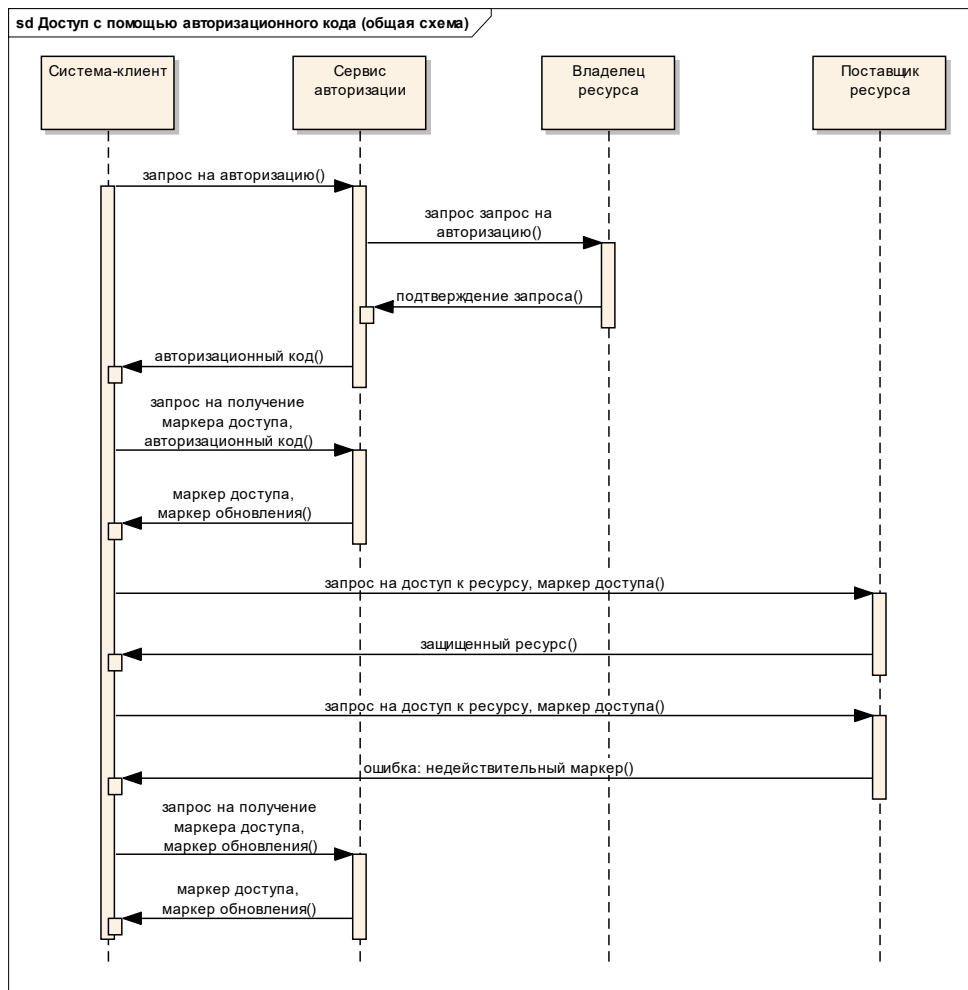 sd Доступ с помощью авторизационного кода (общая схема)
Система-клиент
Сервис
авторизации
Владелец
ресурса
Поставщик
ресурса
запрос на авторизацию()
запрос запрос на
авторизацию()
подтверждение запроса()
авторизационный код()
запрос на получение
маркера доступа,
авторизационный код()
маркер доступа,
маркер обновления()
запрос на доступ к ресурсу, маркер доступа()
защищенный ресурс()
запрос на доступ к ресурсу, маркер доступа()
ошибка: недействительный маркер()
запрос на получение
маркера доступа,
маркер обновления()
маркер доступа,
маркер обновления()